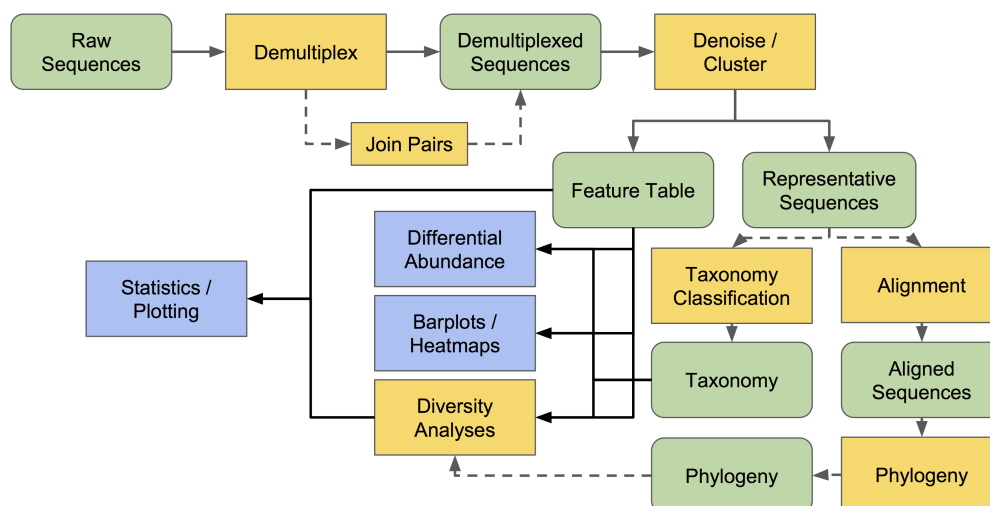 Raw
Sequences
Demultiplex
Demultiplexed
Sequences
Denoise /
Cluster
Join Pairs
Feature Table
Representative
Sequences
Differential
Abundance
Taxonomy
Classification
Alignment
Statistics /
Plotting
Barplots /
Heatmaps
Taxonomy
Aligned
Sequences
Diversity
Analyses
Phylogeny
Phylogeny